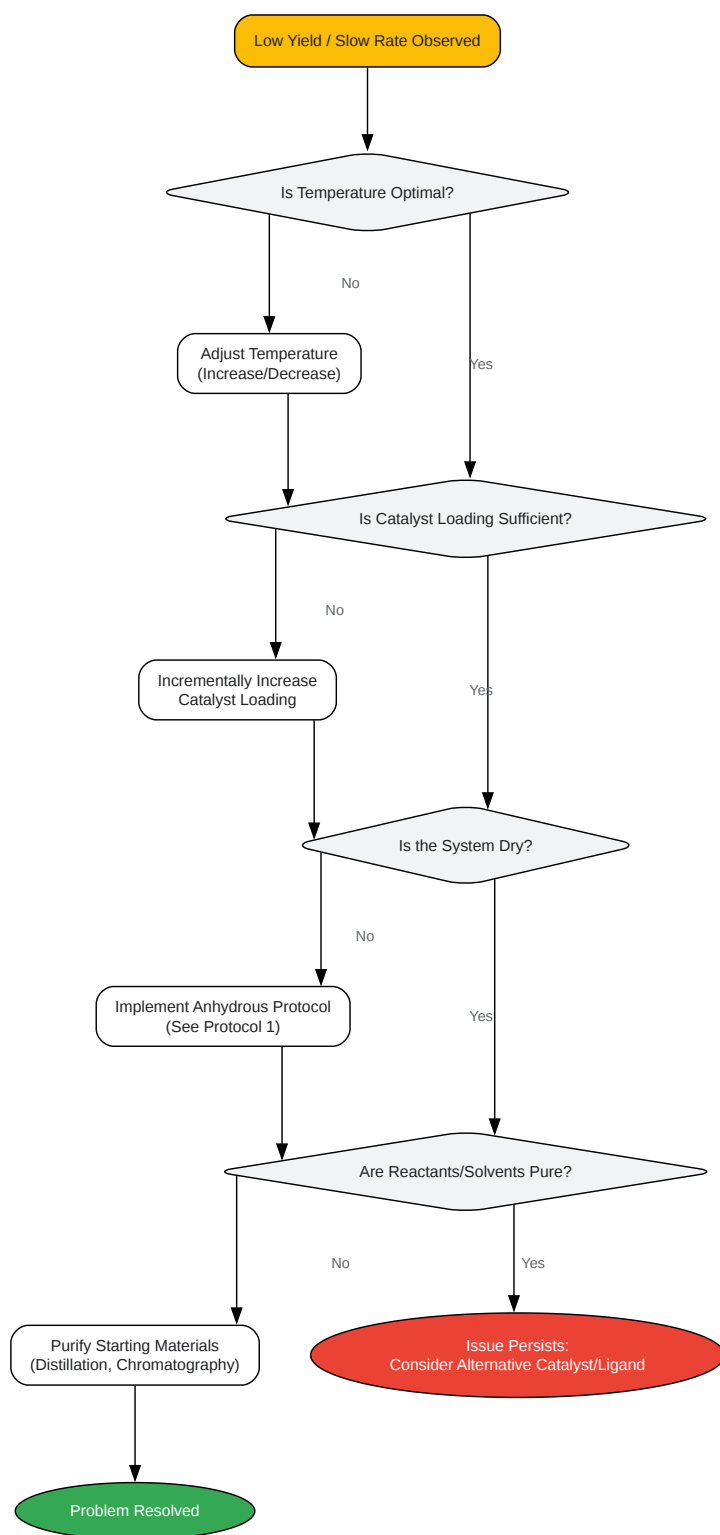 Low Yield / Slow Rate Observed
Is Temperature Optimal?
No
Adjust Temperature
(Increase/Decrease)
Yes
Is Catalyst Loading Sufficient?
No
Incrementally Increase
Catalyst Loading
Yes
Is the System Dry?
No
Implement Anhydrous Protocol
(See Protocol 1)
Yes
Are Reactants/Solvents Pure?
No
Yes
Purify Starting Materials
(Distillation, Chromatography)
Issue Persists:
Consider Alternative Catalyst/Ligand
Problem Resolved